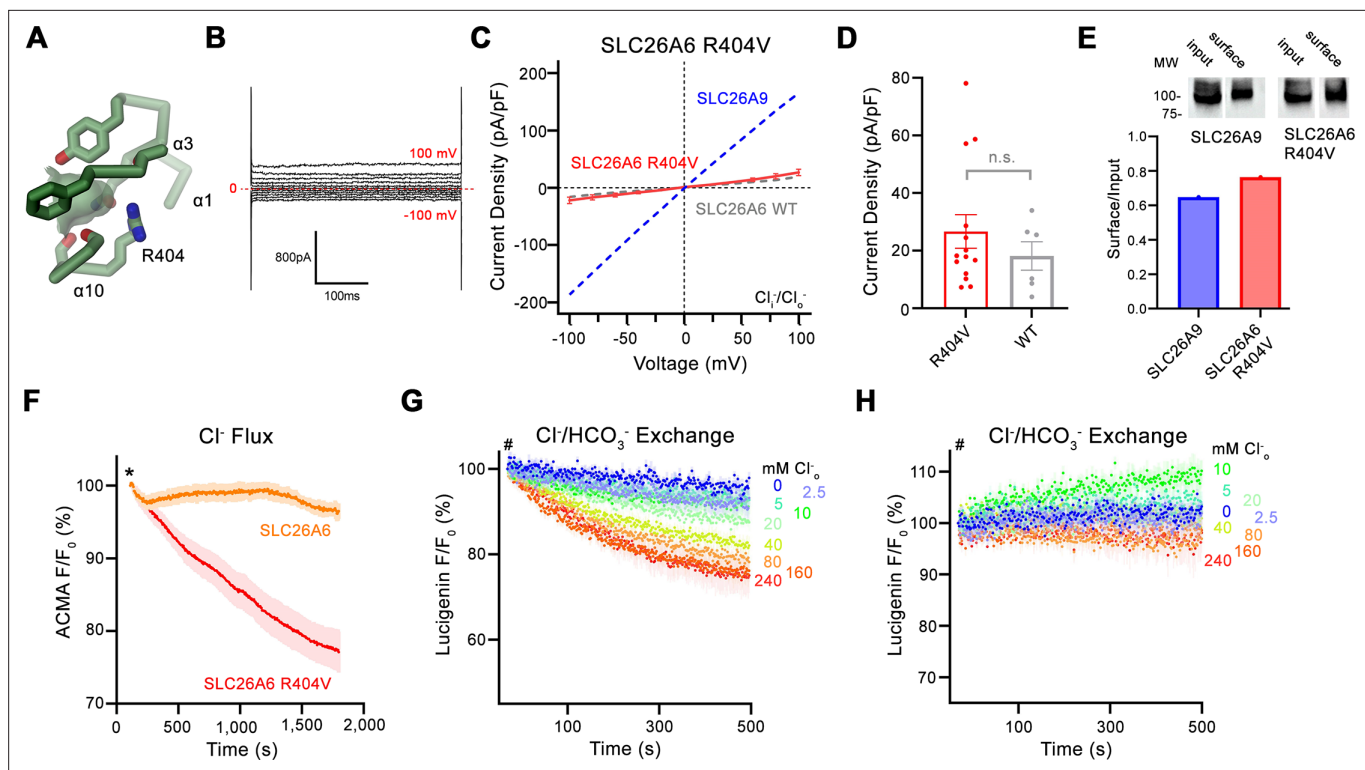 A
α3
α1
R404
α10
B
100 mV
0
-100 mV
800pA
100ms
C
SLC26A6 R404V
Current Density (pA/pF)
200
100
0
-100
-200
SLC26A9
SLC26A6 R404V
SLC26A6 WT
Cl⁻ᵢ/Cl⁻ₒ
-100 -50 0 50 100
Voltage (mV)
D
Current Density (pA/pF)
80
60
40
20
0
n.s.
R404V WT
E
input surface input surface
MW
100-
75-
SLC26A9 SLC26A6
R404V
Surface/Input
1.0
0.8
0.6
0.4
0.2
0.0
SLC26A9 SLC26A6
R404V
F
Cl⁻ Flux
*
ACMA F/F₀ (%)
100
90
80
70
SLC26A6
SLC26A6 R404V
0 500 1,000 1,500 2,000
Time (s)
G
Cl⁻/HCO₃⁻ Exchange
#
Lucigenin F/F₀ (%)
100
80
60
mM Cl⁻ₒ
0 2.5
5
10
20
40
80
240 160
100 300 500
Time (s)
H
Cl⁻/HCO₃⁻ Exchange
#
Lucigenin F/F₀ (%)
110
100
90
80
70
mM Cl⁻ₒ
10
5 20
0 2.5
40 80
240 160
100 300 500
Time (s)